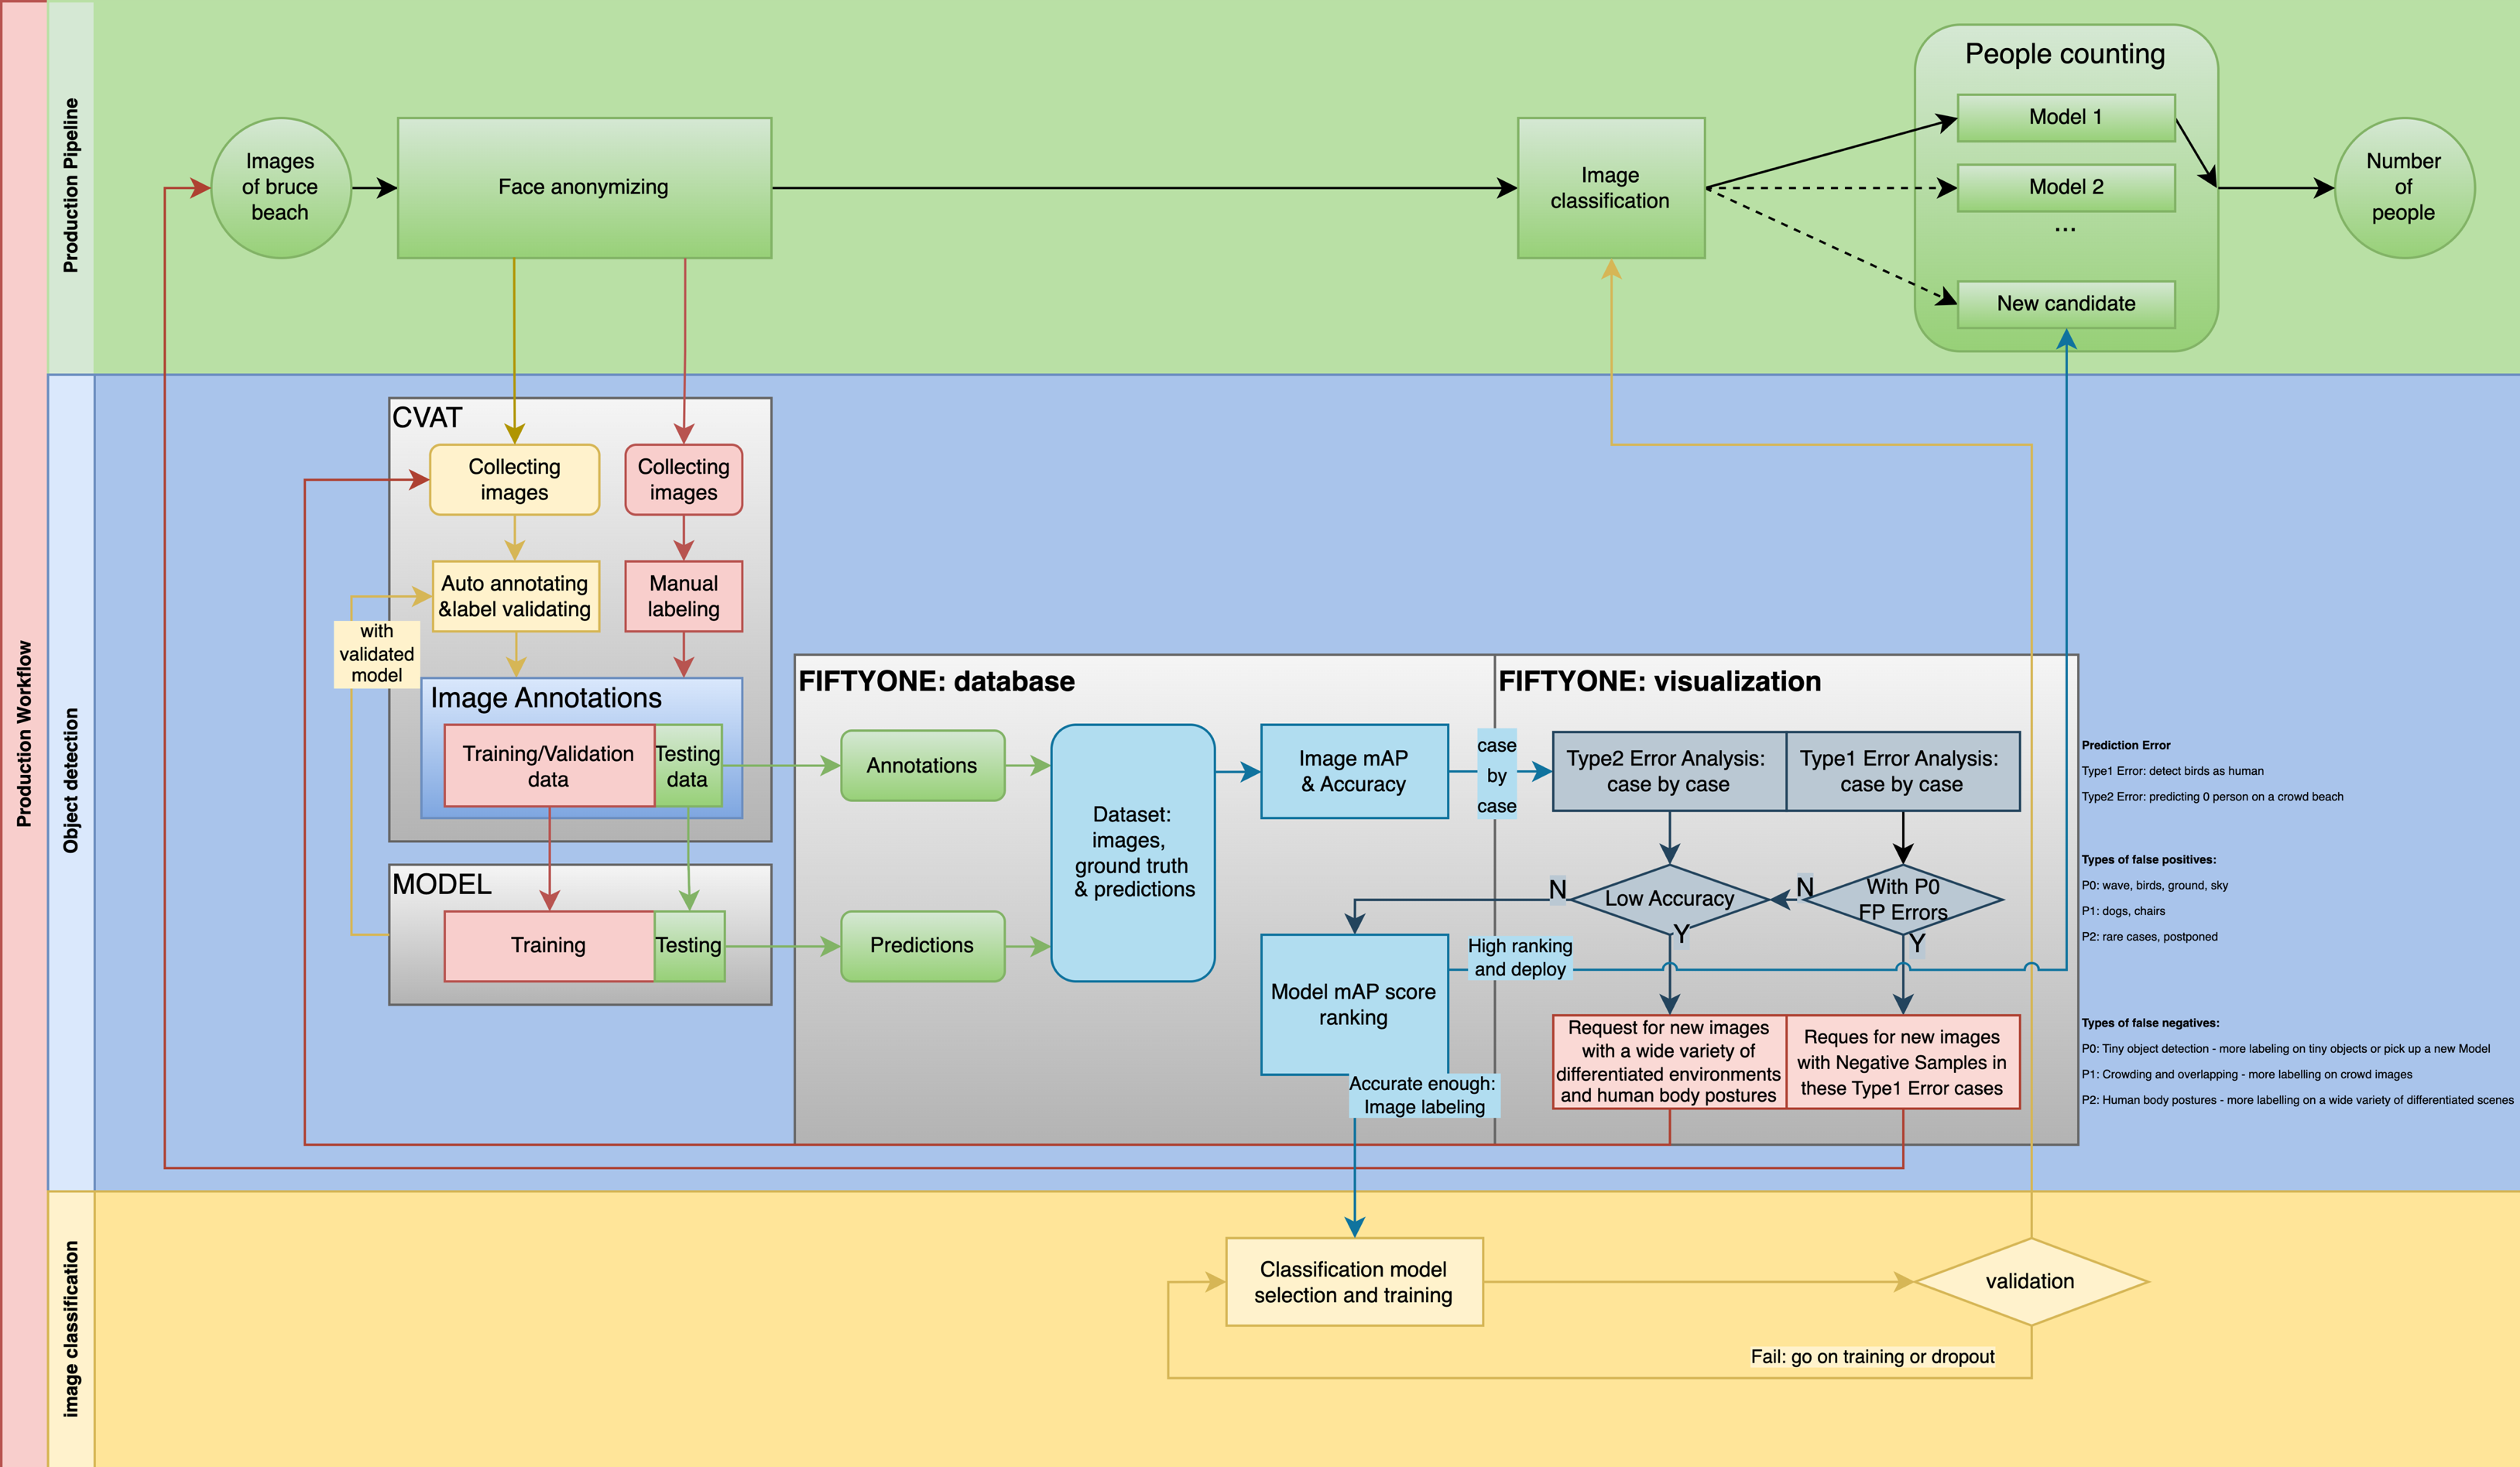 Production Workflow
Production Pipeline
Images
of bruce
beach
Face anonymizing
Image
classification
People counting
Model 1
Model 2
...
New candidate
Number
of
people
Object detection
CVAT
Collecting
images
Collecting
images
Auto annotating
&label validating
Manual
labeling
with
validated
model
Image Annotations
Training/Validation
data
Testing
data
MODEL
Training
Testing
FIFTYONE: database
Annotations
Predictions
Dataset:
images,
ground truth
& predictions
Image mAP
& Accuracy
case
by
case
Model mAP score
ranking
High ranking
and deploy
Accurate enough:
Image labeling
FIFTYONE: visualization
Type2 Error Analysis:
case by case
Type1 Error Analysis:
case by case
N
Low Accuracy
N
With P0
FP Errors
Y
Y
Request for new images
with a wide variety of
differentiated environments
and human body postures
Reques for new images
with Negative Samples in
these Type1 Error cases
Prediction Error
Type1 Error: detect birds as human
Type2 Error: predicting 0 person on a crowd beach
Types of false positives:
P0: wave, birds, ground, sky
P1: dogs, chairs
P2: rare cases, postponed
Types of false negatives:
P0: Tiny object detection - more labeling on tiny objects or pick up a new Model
P1: Crowding and overlapping - more labelling on crowd images
P2: Human body postures - more labelling on a wide variety of differentiated scenes
image classification
Classification model
selection and training
validation
Fail: go on training or dropout